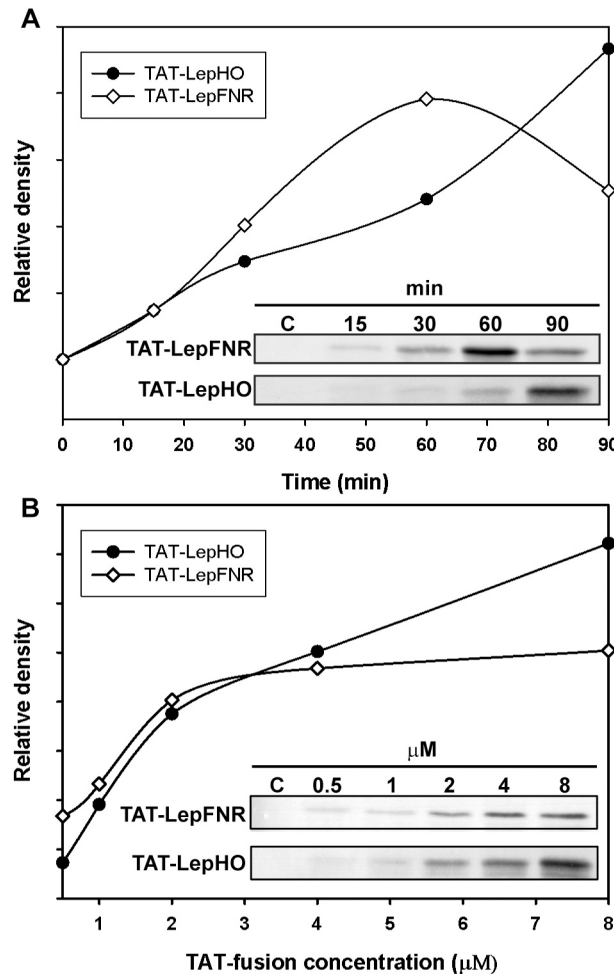 A
TAT-LepHO
TAT-LepFNR
Relative density
min
C 15 30 60 90
TAT-LepFNR
TAT-LepHO
0 10 20 30 40 50 60 70 80 90
Time (min)
B
TAT-LepHO
TAT-LepFNR
Relative density
μM
C 0.5 1 2 4 8
TAT-LepFNR
TAT-LepHO
1 2 3 4 5 6 7 8
TAT-fusion concentration (μM)